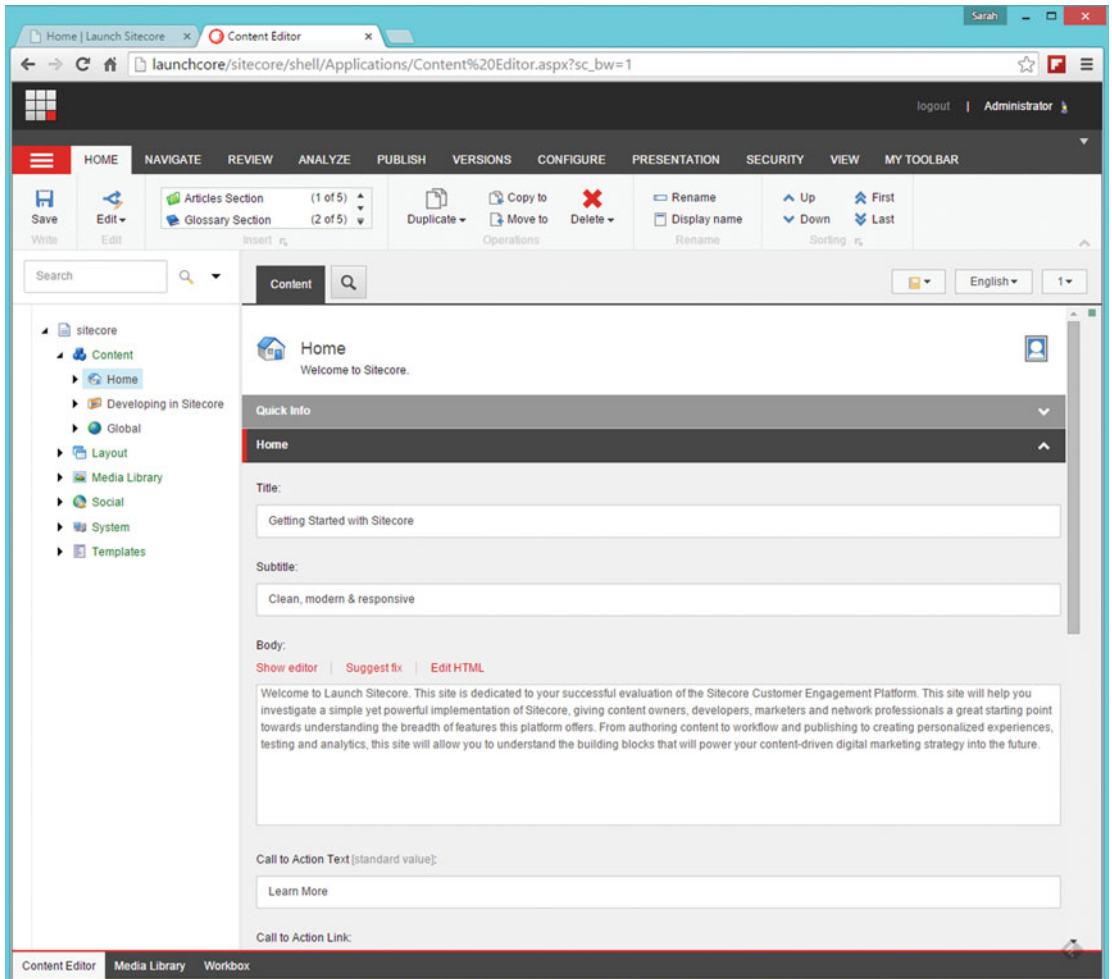 Sarah
Home | Launch Sitecore
Content Editor
launchcore/sitecore/shell/Applications/Content%20Editor.aspx?sc_bw=1
logout | Administrator
HOME NAVIGATE REVIEW ANALYZE PUBLISH VERSIONS CONFIGURE PRESENTATION SECURITY VIEW MY TOOLBAR
Articles Section (1 of 5) Copy to Rename Up First
Save Edit Glossary Section (2 of 5) Duplicate Move to Delete Display name Down Last
Write Edit Insert Operations Rename Sorting
Search
Content
English 1
sitecore
Content
Home
Developing in Sitecore
Global
Layout
Media Library
Social
System
Templates
Home
Welcome to Sitecore.
Quick Info
Home
Title:
Getting Started with Sitecore
Subtitle:
Clean, modern & responsive
Body:
Show editor | Suggest fix | Edit HTML
Welcome to Launch Sitecore. This site is dedicated to your successful evaluation of the Sitecore Customer Engagement Platform. This site will help you
investigate a simple yet powerful implementation of Sitecore, giving content owners, developers, marketers and network professionals a great starting point
towards understanding the breadth of features this platform offers. From authoring content to workflow and publishing to creating personalized experiences,
testing and analytics, this site will allow you to understand the building blocks that will power your content-driven digital marketing strategy into the future.
Call to Action Text [standard value]:
Learn More
Call to Action Link:
Content Editor Media Library Workbox